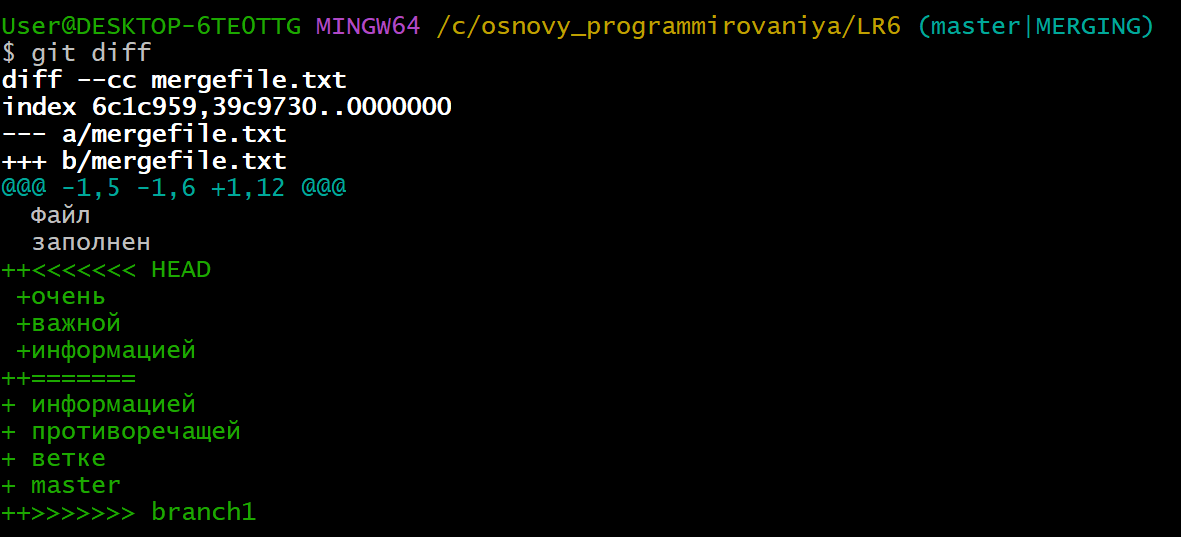 User@DESKTOP-6TE0TTG MINGW64 /c/osnovy_programmirovaniya/LR6 (master|MERGING)
$ git diff
diff --cc mergefile.txt
index 6c1c959,39c9730..0000000
--- a/mergefile.txt
+++ b/mergefile.txt
@@@ -1,5 -1,6 +1,12 @@@
  Файл
  заполнен
++<<<<<<< HEAD
 +очень
 +важной
 +информацией
++=======
+ информацией
+ противоречащей
+ ветке
+ master
++>>>>>>> branch1